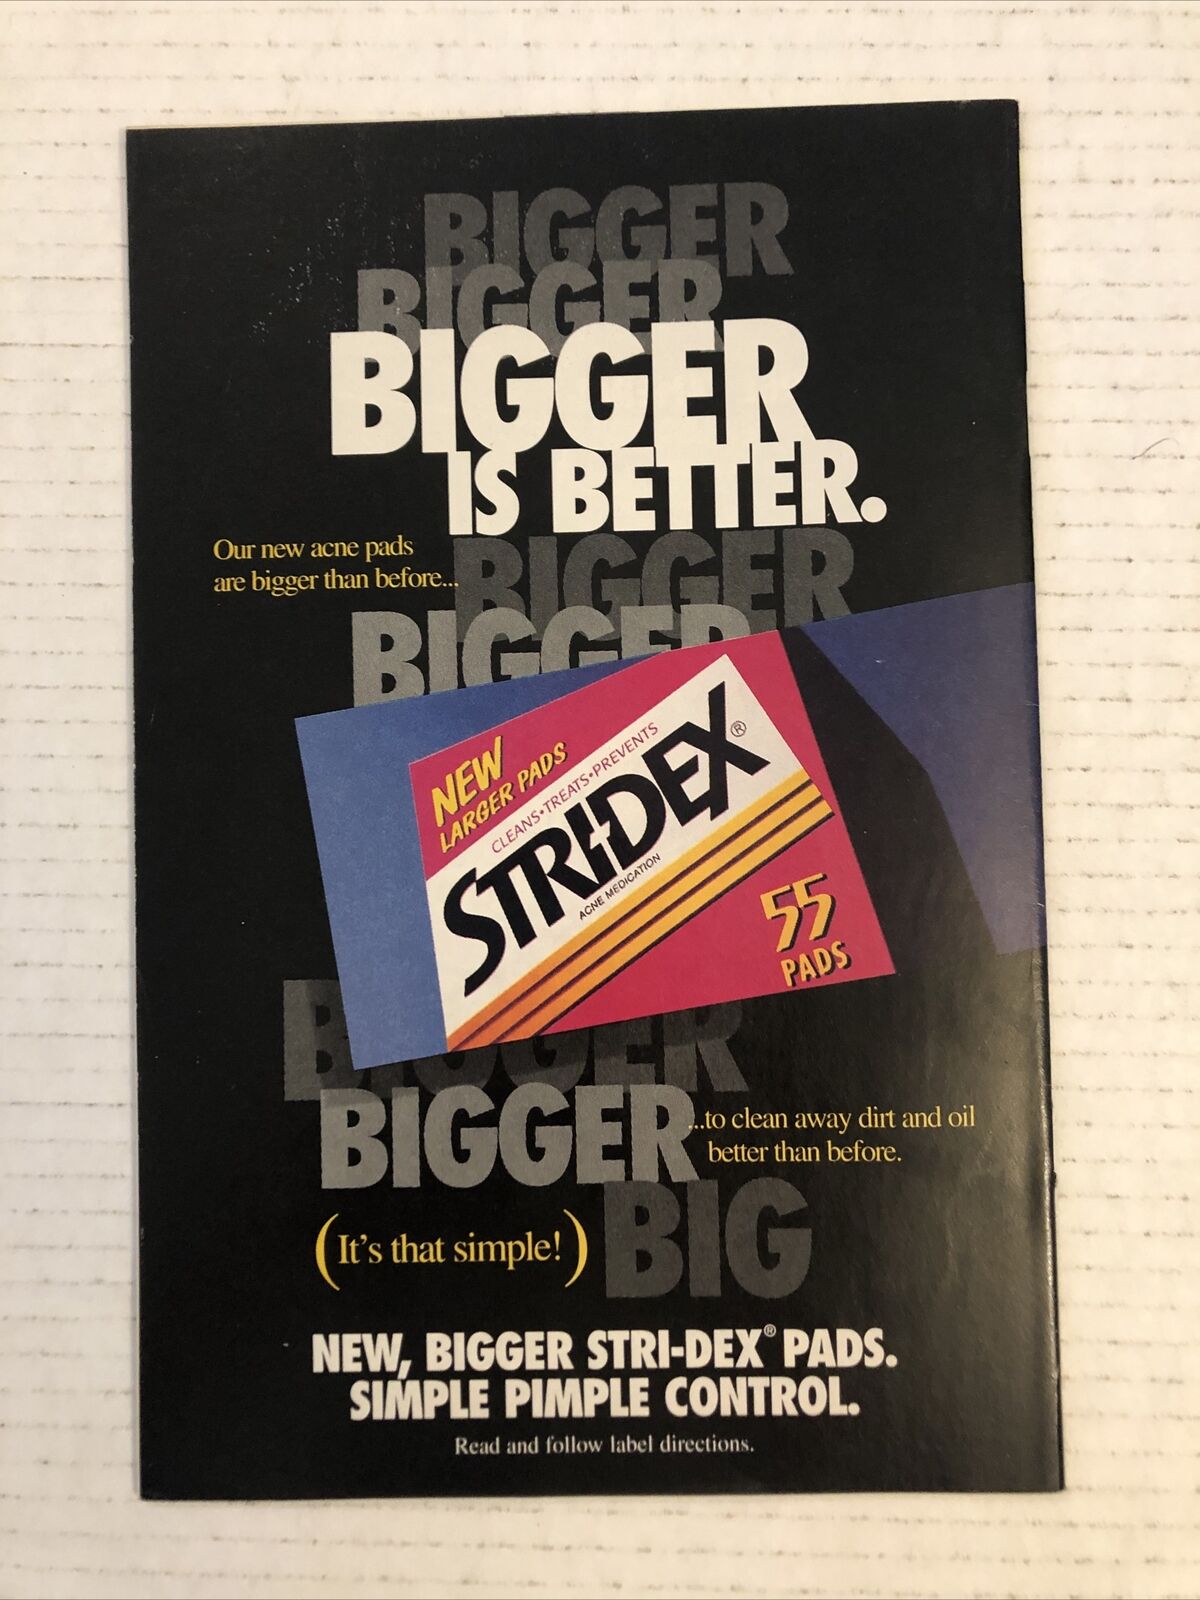 BIGGER
BIGGER
BIGGER
IS BETTER.
Our new acne pads
are bigger than before...
BIGGER
BIGGER
NEW
LARGER PADS
CLEANS•TREATS•PREVENTS
STRI-DEX®
ACNE MEDICATION
55
PADS
BIGGER
BIGGER
...to clean away dirt and oil
better than before.
(It's that simple!)
BIG
NEW, BIGGER STRI-DEX® PADS.
SIMPLE PIMPLE CONTROL.
Read and follow label directions.